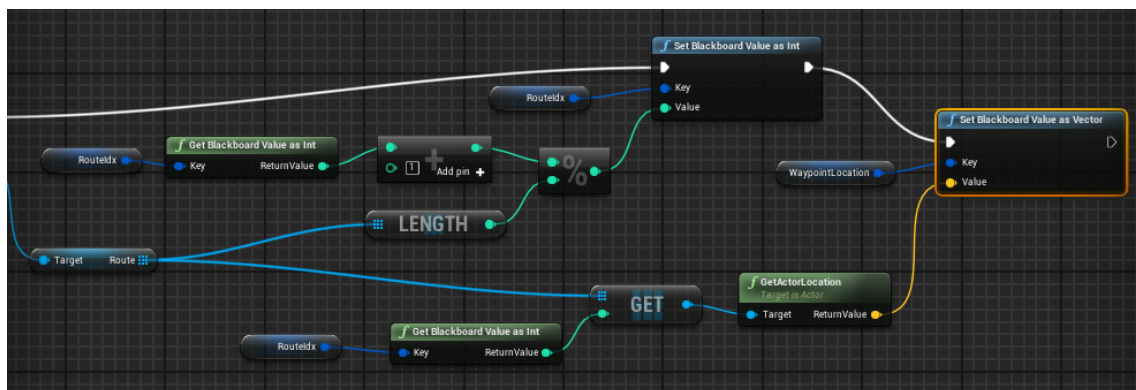 Set Blackboard Value as Int
Key
Value
RouteIdx
Set Blackboard Value as Vector
Key
Value
WaypointLocation
Get Blackboard Value as Int
Key
ReturnValue
RouteIdx
+
1
Add pin +
%
LENGTH
Target
Route
GET
GetActorLocation
Target is Actor
Target
ReturnValue
Get Blackboard Value as Int
Key
ReturnValue
RouteIdx